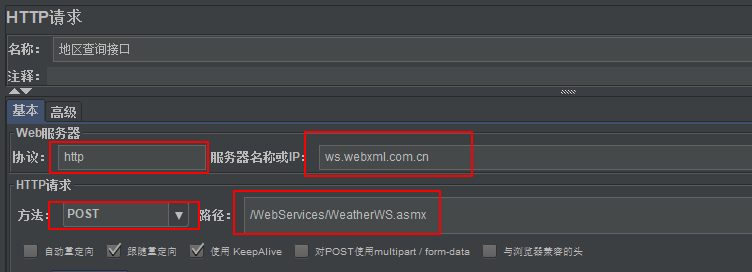 HTTP请求
名称： 地区查询接口
注释：
基本 高级
Web服务器
协议： http 服务器名称或IP： ws.webxml.com.cn
HTTP请求
方法： POST 路径： /WebServices/WeatherWS.asmx
自动重定向 跟随重定向 使用 KeepAlive 对POST使用multipart / form-data 与浏览器兼容的头